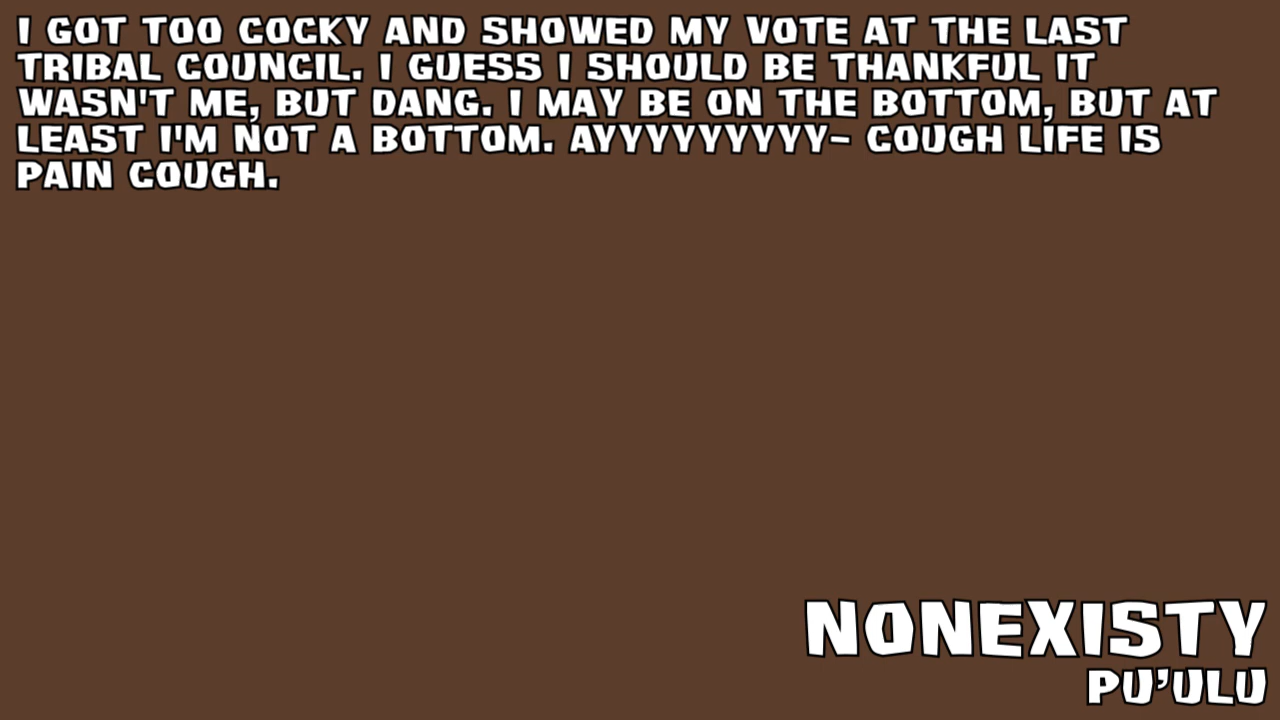 I GOT TOO COCKY AND SHOWED MY VOTE AT THE LAST
TRIBAL COUNCIL. I GUESS I SHOULD BE THANKFUL IT
WASN'T ME, BUT DANG. I MAY BE ON THE BOTTOM, BUT AT
LEAST I'M NOT A BOTTOM. AYYYYYYYYY- COUGH LIFE IS
PAIN COUGH.
NONEXISTY
PU'ULU